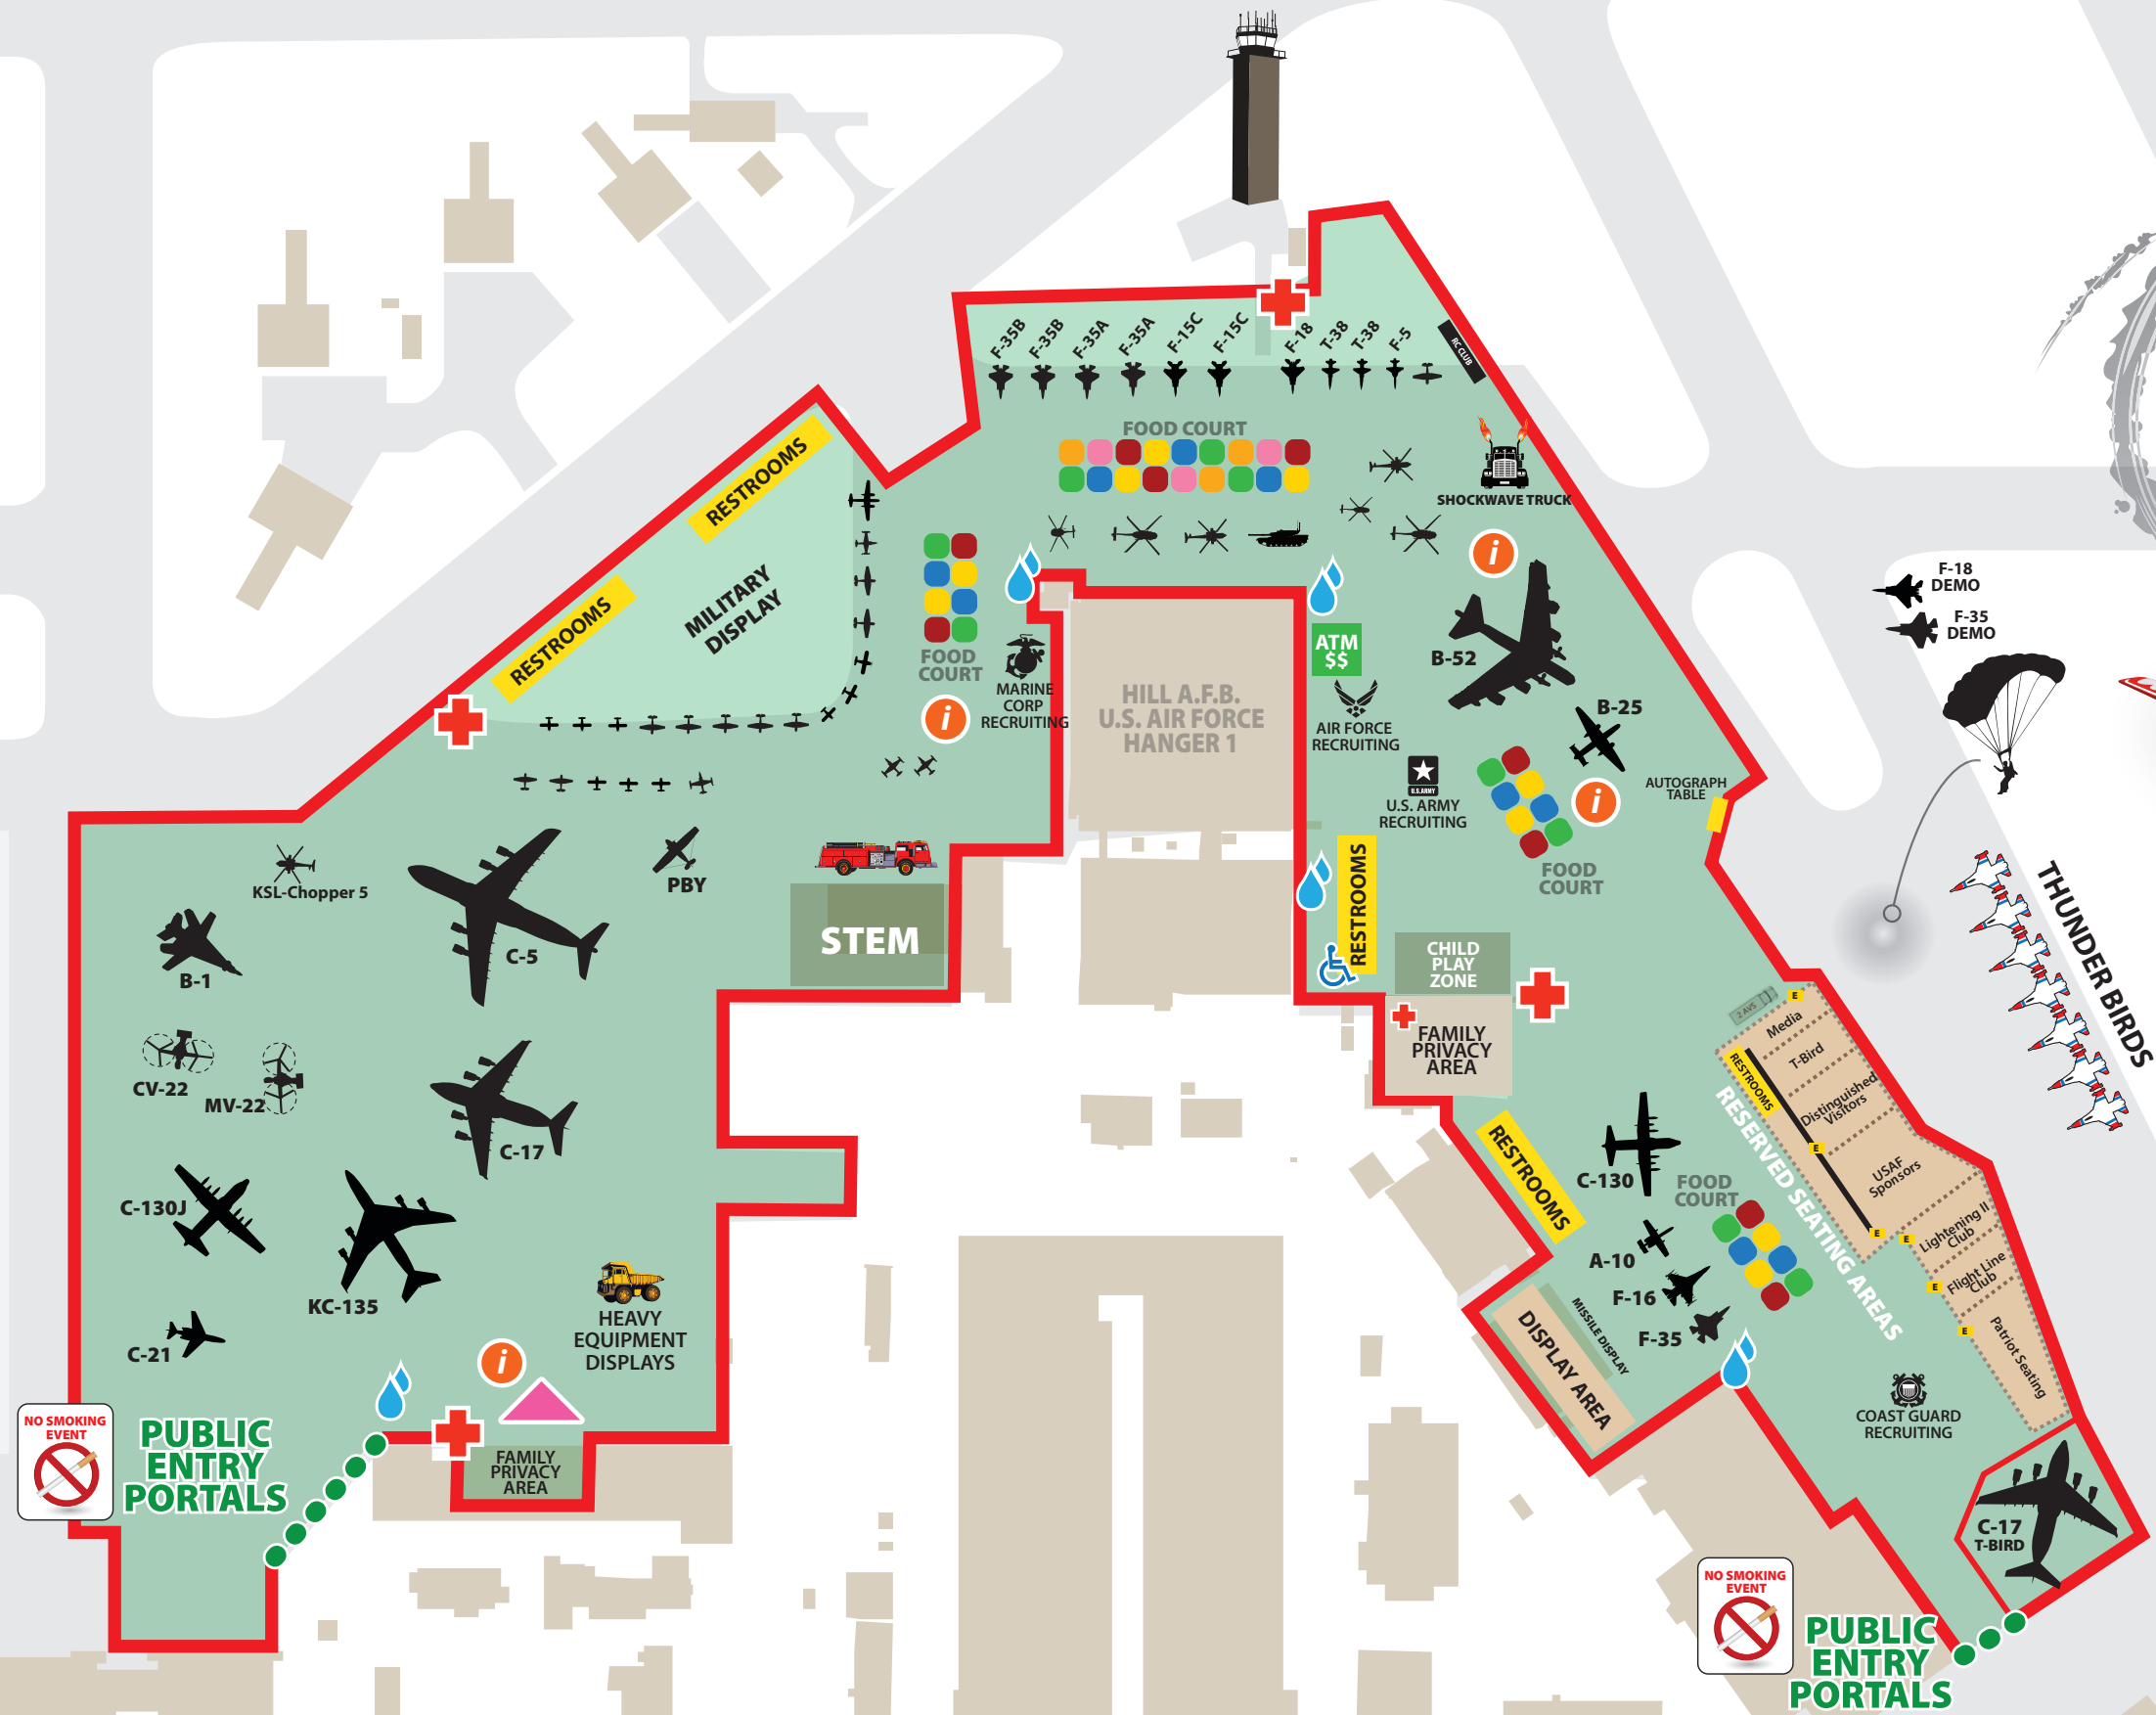 F-35B
F-35B
F-35A
F-35A
F-15C
F-15C
F-18
T-38
T-38
F-5
RC CLUB
FOOD COURT
SHOCKWAVE TRUCK
i
RESTROOMS
RESTROOMS
MILITARY
DISPLAY
FOOD
COURT
MARINE
CORP
RECRUITING
i
HILL A.F.B.
U.S. AIR FORCE
HANGER 1
ATM
$$
AIR FORCE
RECRUITING
B-52
B-25
U.S.ARMY
U.S. ARMY
RECRUITING
i
FOOD
COURT
AUTOGRAPH
TABLE
F-18
DEMO
F-35
DEMO
THUNDER BIRDS
KSL-Chopper 5
B-1
C-5
PBY
STEM
CV-22
MV-22
C-17
C-130J
KC-135
C-21
HEAVY
EQUIPMENT
DISPLAYS
i
FAMILY
PRIVACY
AREA
NO SMOKING
EVENT
PUBLIC
ENTRY
PORTALS
RESTROOMS
CHILD
PLAY
ZONE
FAMILY
PRIVACY
AREA
RESTROOMS
C-130
A-10
F-16
F-35
FOOD
COURT
MISSILE DISPLAY
DISPLAY AREA
2 AVS
E
Media
T-Bird
Distinguished
Visitors
E
USAF
Sponsors
E
E
Lightening II
Club
E
Flight Line
Club
E
Patriot Seating
RESTROOMS
RESERVED SEATING AREAS
COAST GUARD
RECRUITING
C-17
T-BIRD
NO SMOKING
EVENT
PUBLIC
ENTRY
PORTALS